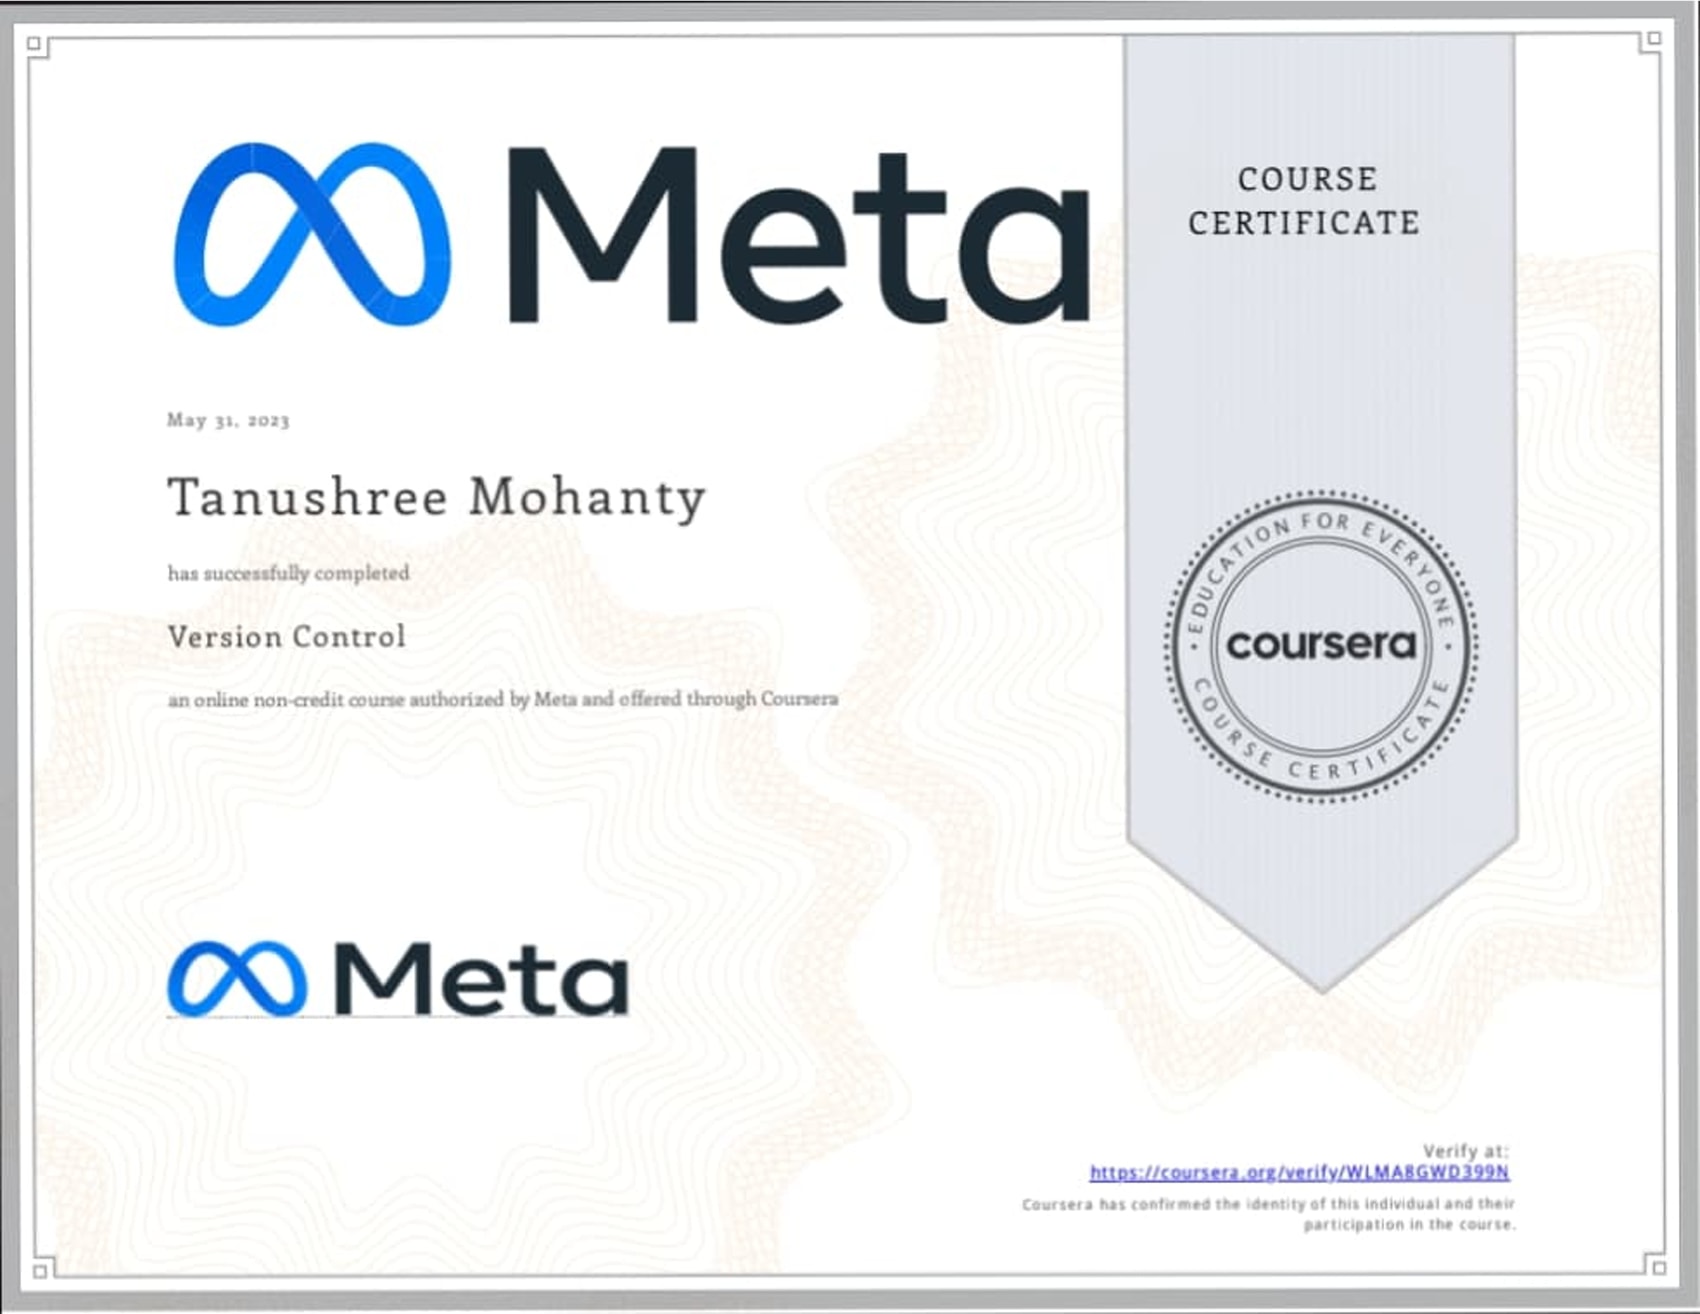 Meta
COURSE
CERTIFICATE
May 31, 2023
Tanushree Mohanty
has successfully completed
Version Control
an online non-credit course authorized by Meta and offered through Coursera
EDUCATION FOR EVERYONE
coursera
COURSE CERTIFICATE
Meta
Verify at:
https://coursera.org/verify/WLMA8GWD399N
Coursera has confirmed the identity of this individual and their
participation in the course.